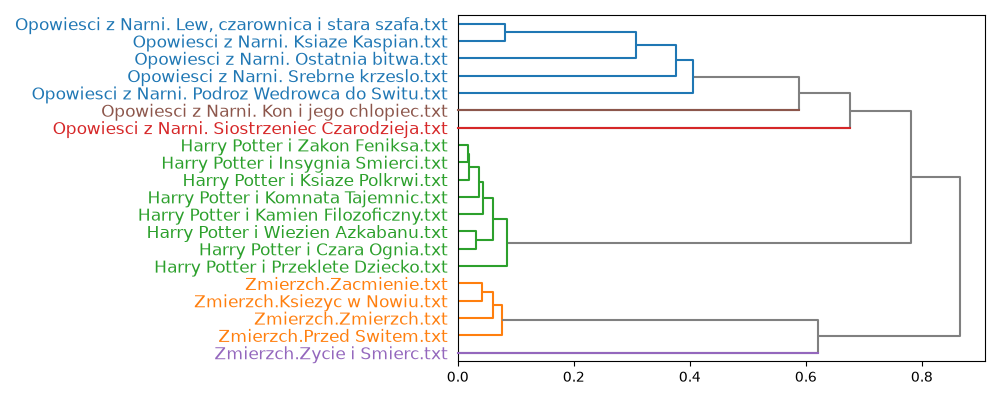 Opowiesci z Narni. Lew, czarownica i stara szafa.txt
Opowiesci z Narni. Ksiaze Kaspian.txt
Opowiesci z Narni. Ostatnia bitwa.txt
Opowiesci z Narni. Srebrne krzeslo.txt
Opowiesci z Narni. Podroz Wedrowca do Switu.txt
Opowiesci z Narni. Kon i jego chlopiec.txt
Opowiesci z Narni. Siostrzeniec Czarodzieja.txt
Harry Potter i Zakon Feniksa.txt
Harry Potter i Insygnia Smierci.txt
Harry Potter i Ksiaze Polkrwi.txt
Harry Potter i Komnata Tajemnic.txt
Harry Potter i Kamien Filozoficzny.txt
Harry Potter i Wiezien Azkabanu.txt
Harry Potter i Czara Ognia.txt
Harry Potter i Przeklete Dziecko.txt
Zmierzch.Zacmienie.txt
Zmierzch.Ksiezyc w Nowiu.txt
Zmierzch.Zmierzch.txt
Zmierzch.Przed Switem.txt
Zmierzch.Zycie i Smierc.txt
0.0 0.2 0.4 0.6 0.8